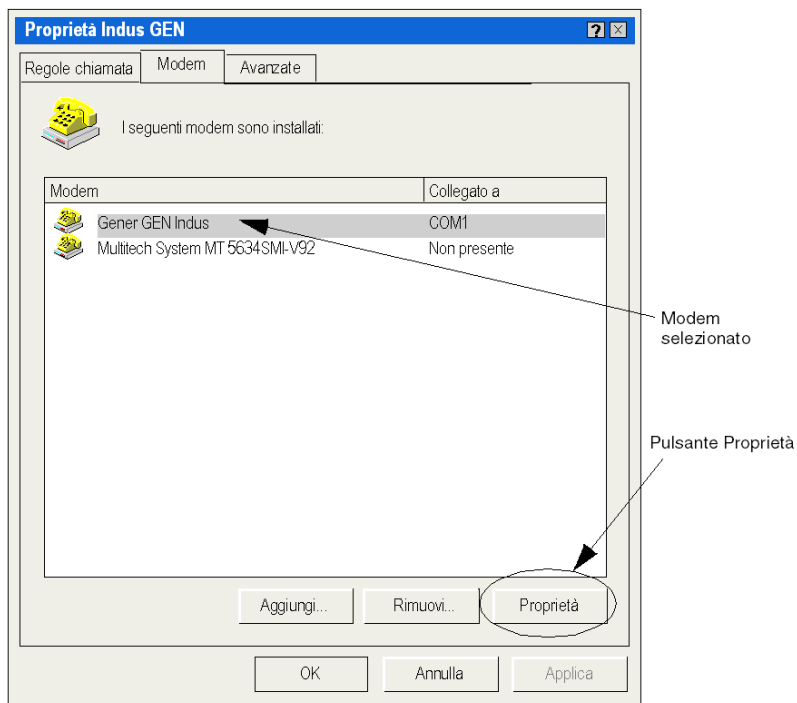 Proprietà Indus GEN
Regole chiamata Modem Avanzate
I seguenti modem sono installati:
Modem Collegato a
Gener GEN Indus COM1
Multitech System MT 5634SMI-V92 Non presente
Modem
selezionato
Pulsante Proprietà
Aggiungi... Rimuovi... Proprietà
OK Annulla Applica